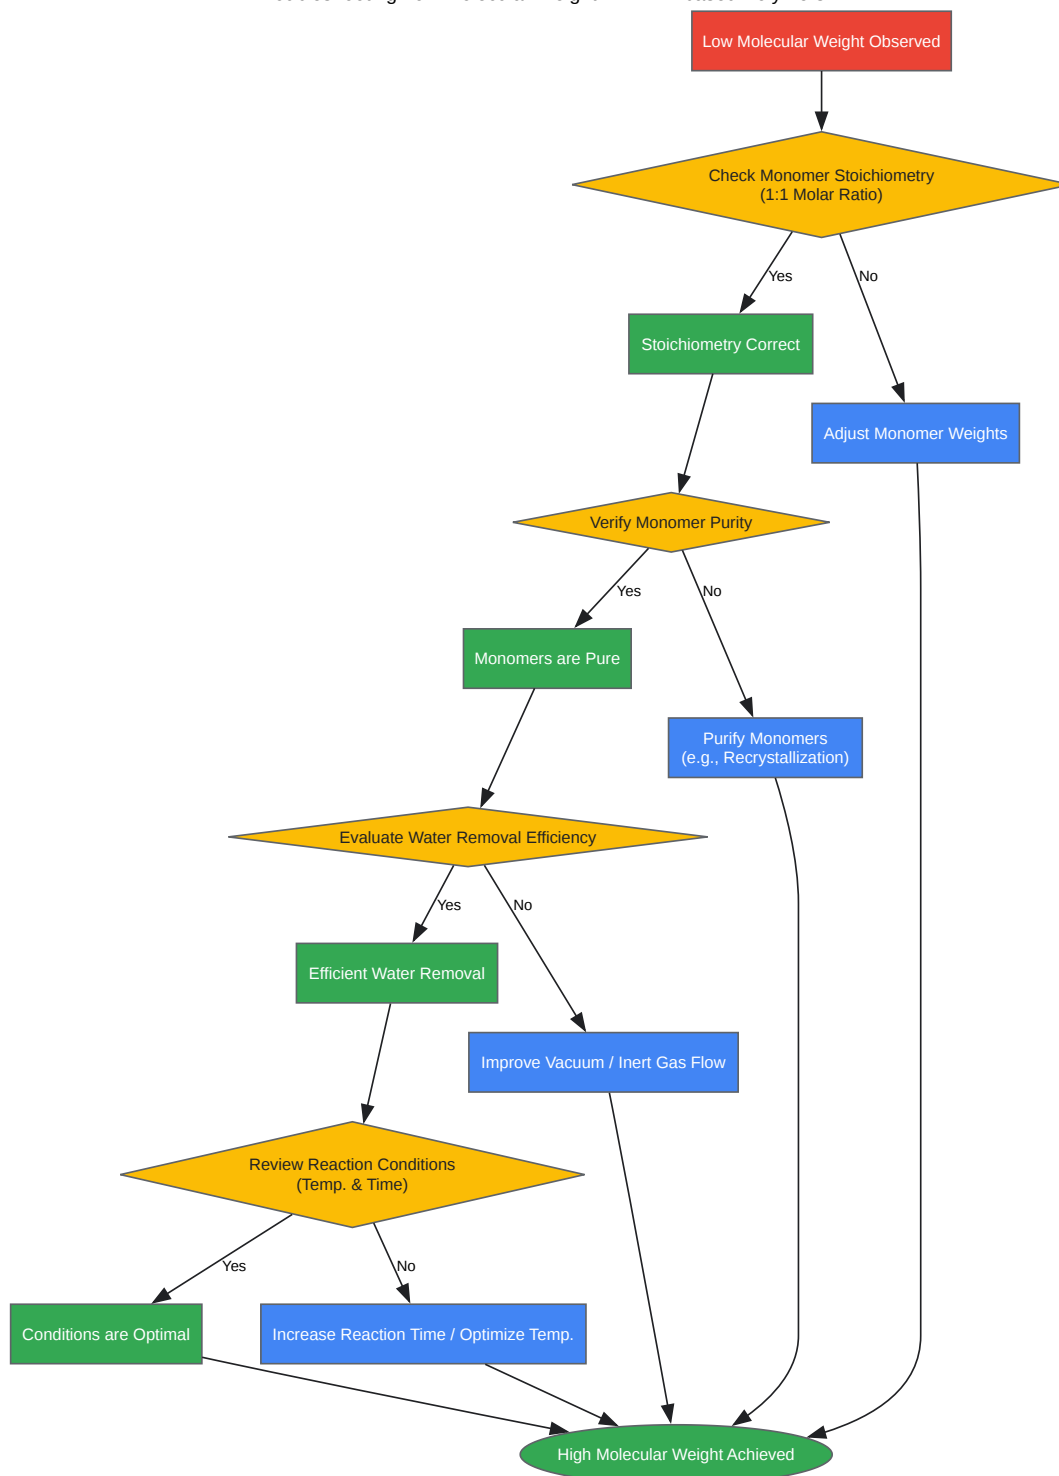 Low Molecular Weight Observed
Check Monomer Stoichiometry
(1:1 Molar Ratio)
Yes
No
Stoichiometry Correct
Adjust Monomer Weights
Verify Monomer Purity
Yes
No
Monomers are Pure
Purify Monomers
(e.g., Recrystallization)
Evaluate Water Removal Efficiency
Yes
No
Efficient Water Removal
Improve Vacuum / Inert Gas Flow
Review Reaction Conditions
(Temp. & Time)
Yes
No
Conditions are Optimal
Increase Reaction Time / Optimize Temp.
High Molecular Weight Achieved